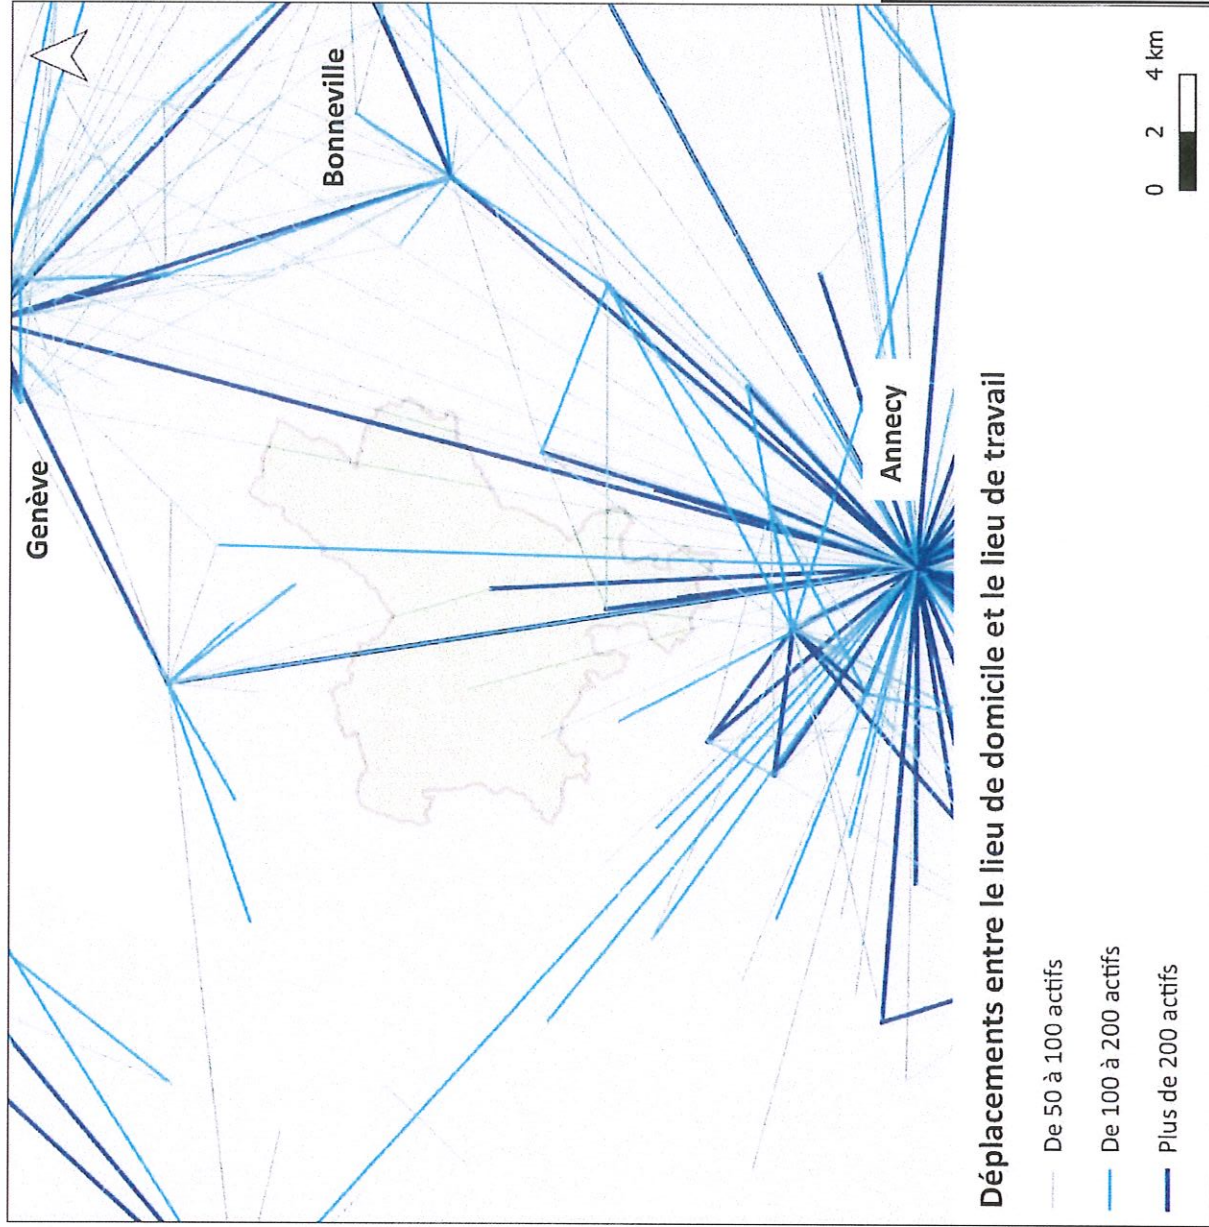 Genève
Bonneville
Annecy
Déplacements entre le lieu de domicile et le lieu de travail
De 50 à 100 actifs
De 100 à 200 actifs
Plus de 200 actifs
0 2 4 km